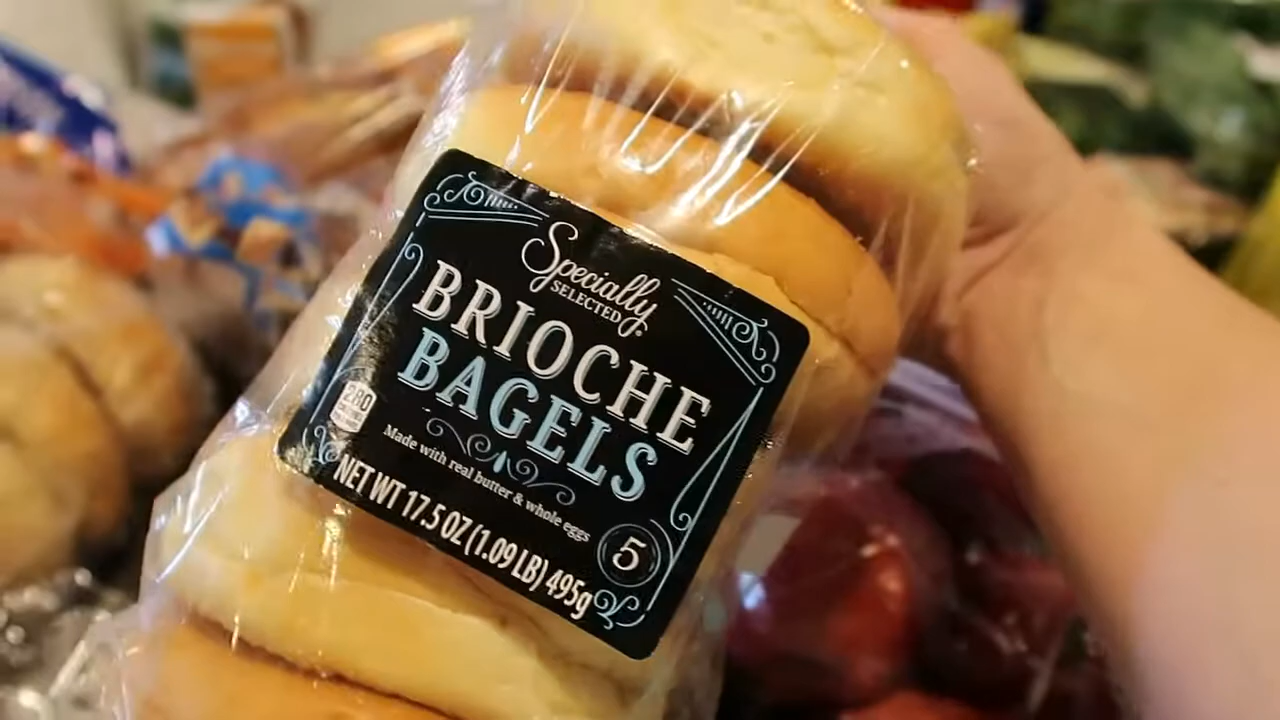 Specially
SELECTED®
BRIOCHE
BAGELS
280
Made with real butter & whole eggs
NET WT 17.5 OZ (1.09 LB) 495g
5